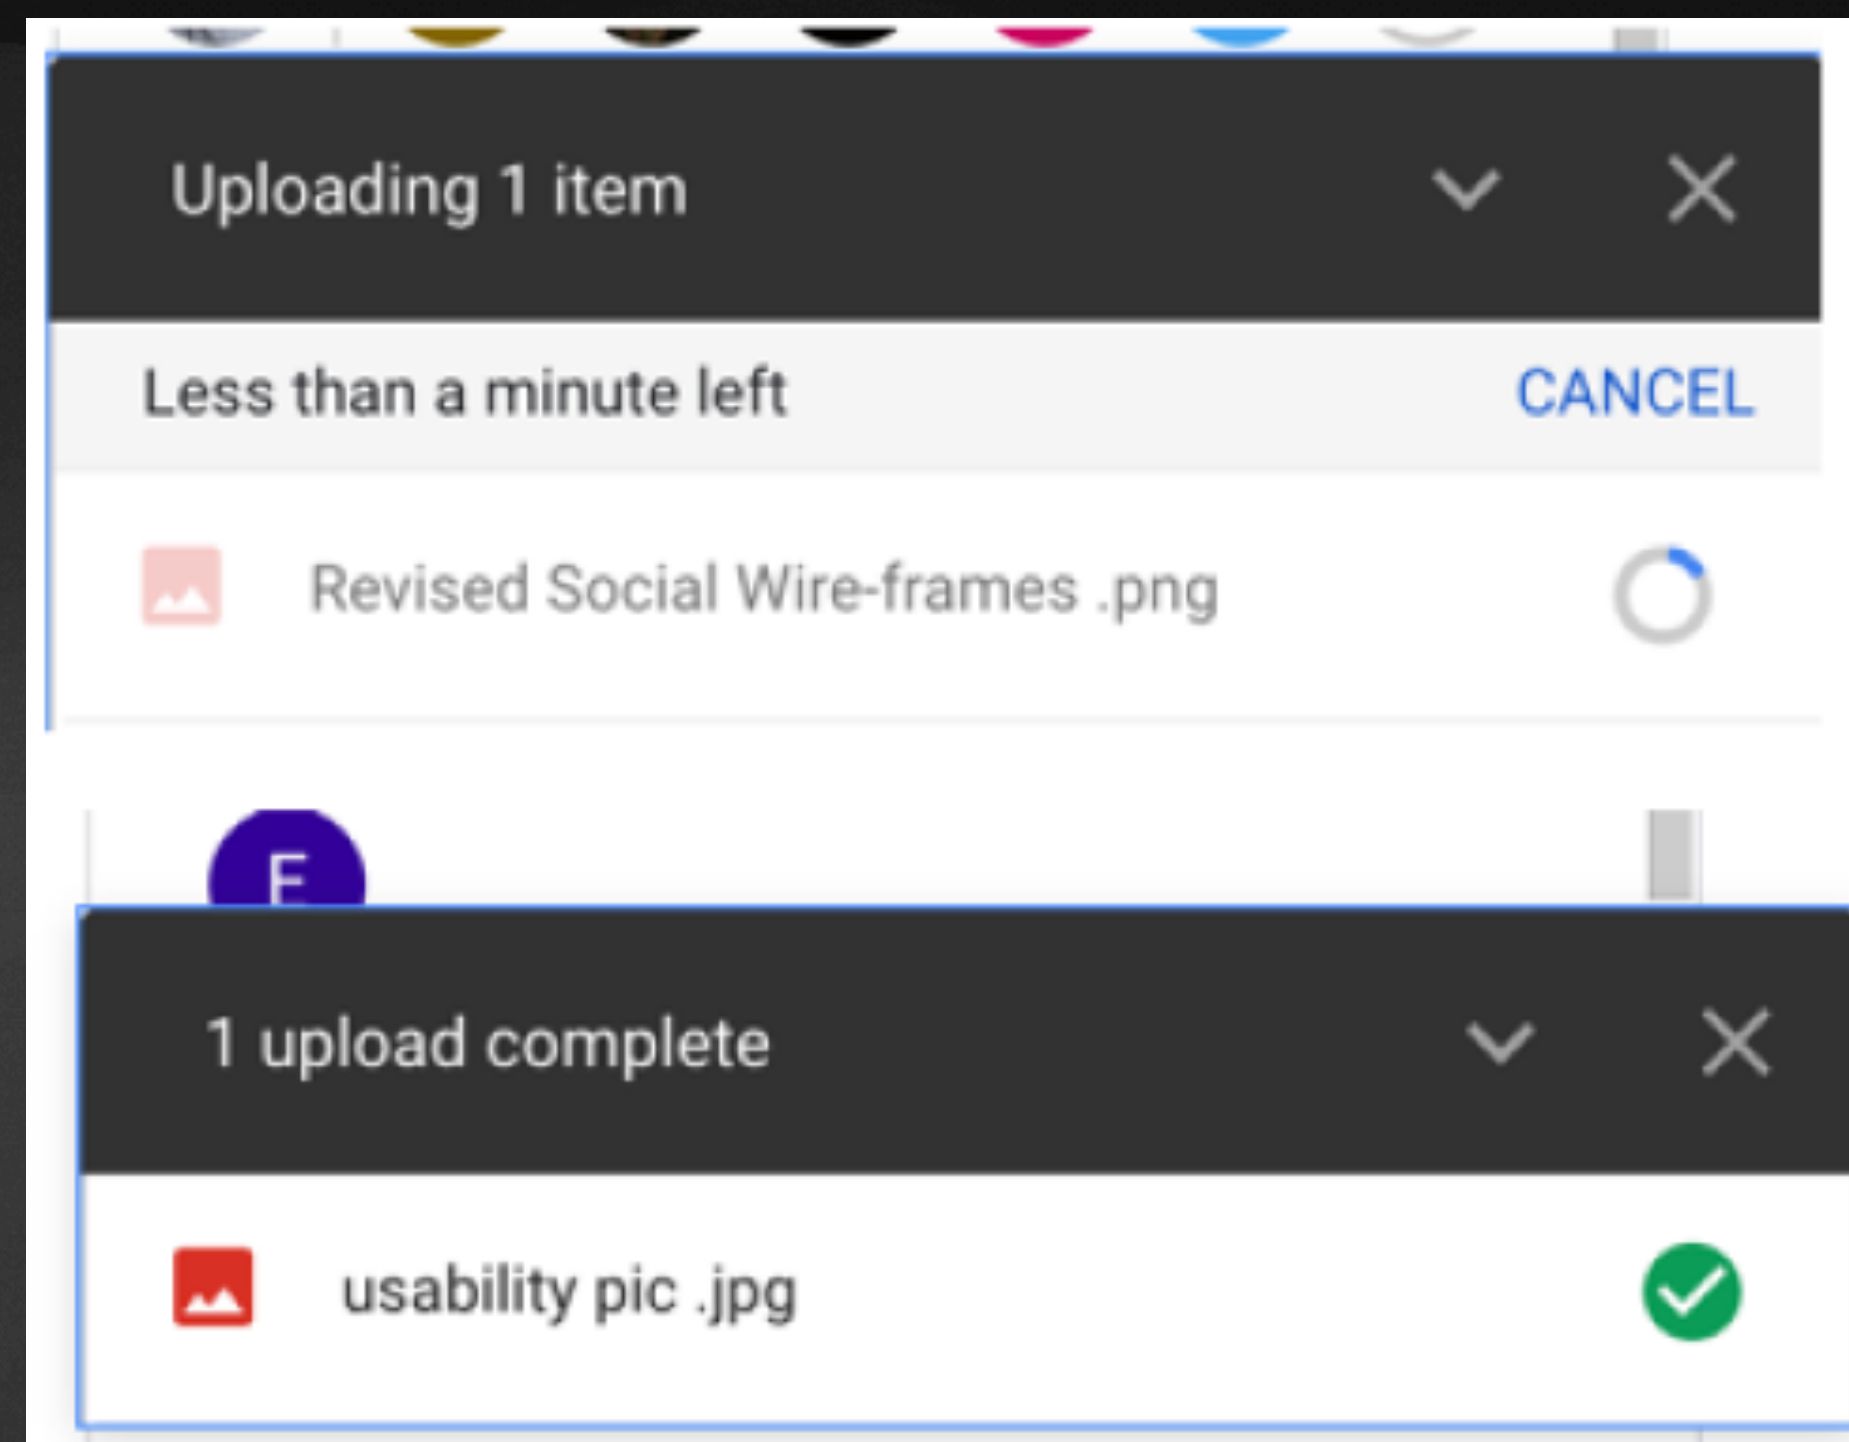 Uploading 1 item
Less than a minute left CANCEL
Revised Social Wire-frames .png
E
1 upload complete
usability pic .jpg